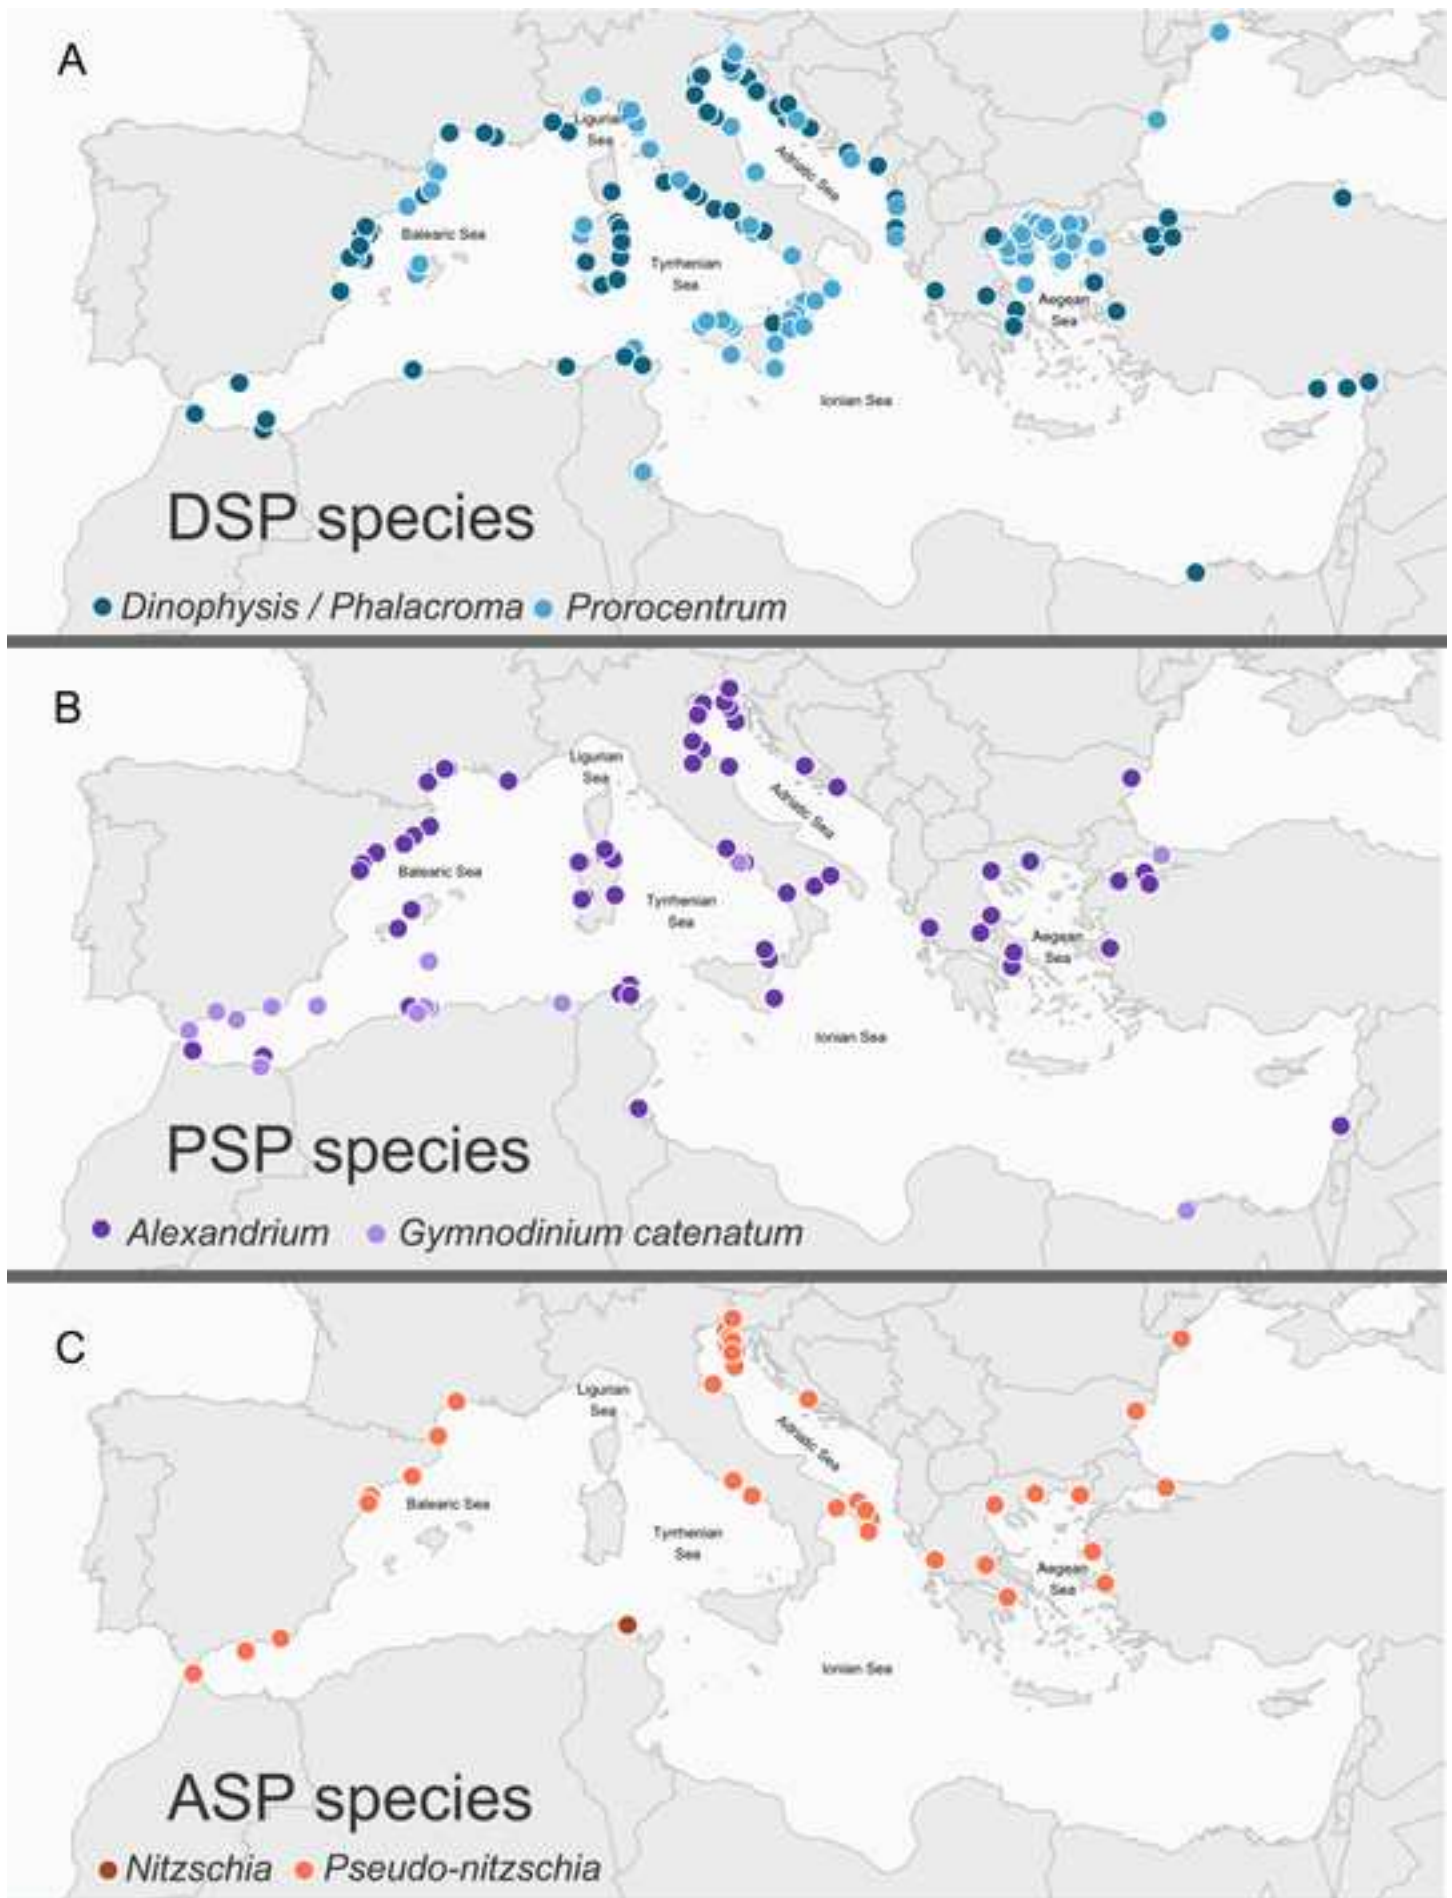 A
Ligurian
Sea
Adriatic Sea
Balearic Sea
Tyrrhenian
Sea
Aegean
Sea
Ionian Sea
DSP species
Dinophysis / Phalacroma Prorocentrum
B
Ligurian
Sea
Adriatic Sea
Balearic Sea
Tyrrhenian
Sea
Aegean
Sea
Ionian Sea
PSP species
Alexandrium Gymnodinium catenatum
C
Ligurian
Sea
Adriatic Sea
Balearic Sea
Tyrrhenian
Sea
Aegean
Sea
Ionian Sea
ASP species
Nitzschia Pseudo-nitzschia